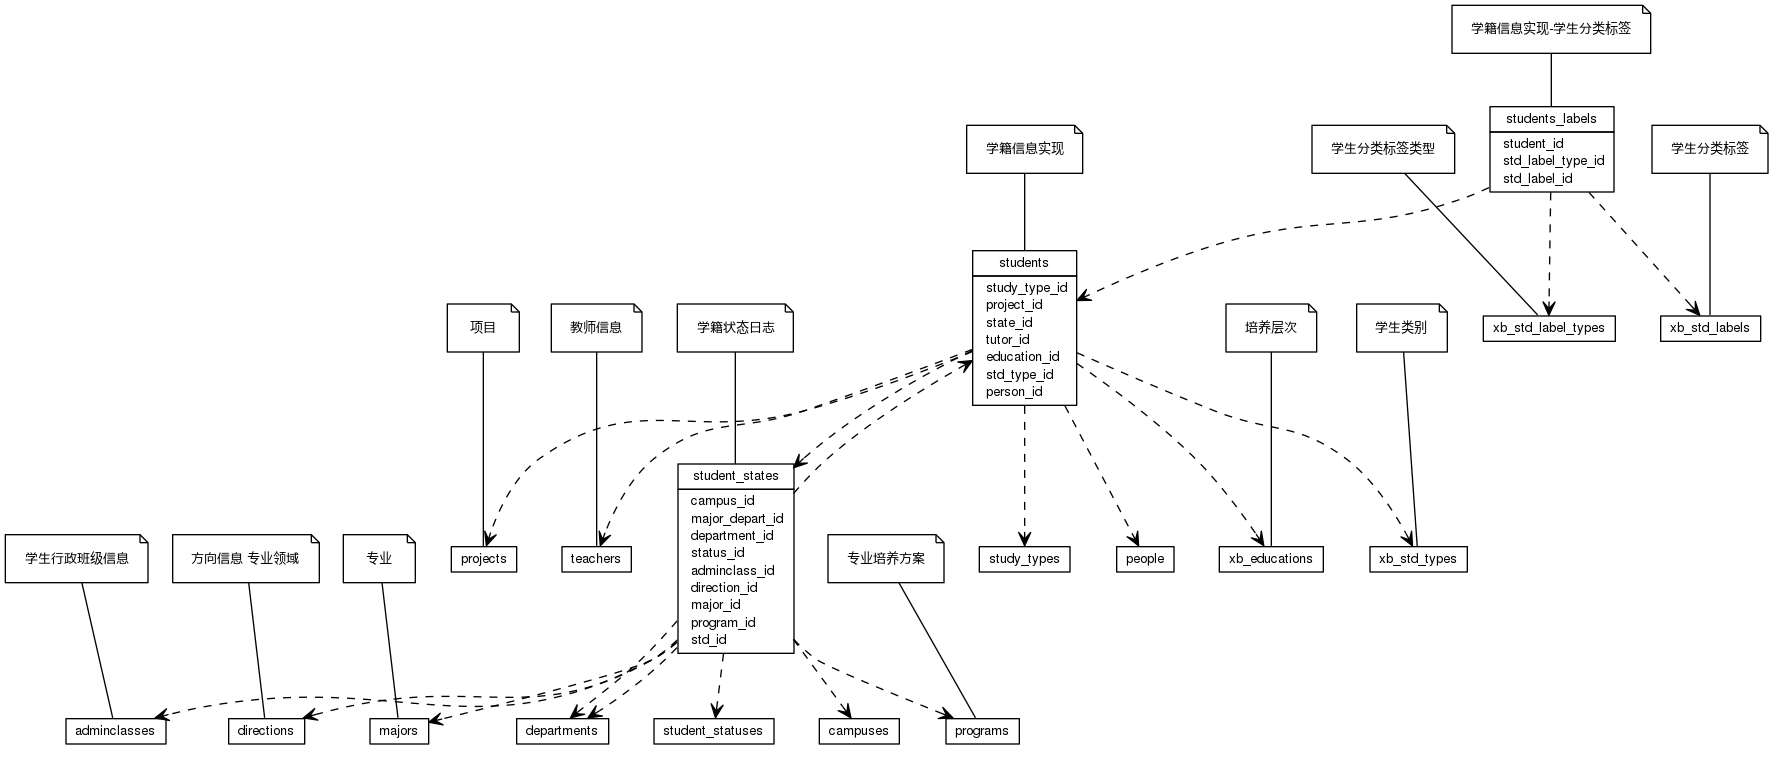 学籍信息实现-学生分类标签
students_labels
student_id
std_label_type_id
std_label_id
学籍信息实现
学生分类标签类型
学生分类标签
students
study_type_id
project_id
state_id
tutor_id
education_id
std_type_id
person_id
项目
教师信息
学籍状态日志
培养层次
学生类别
xb_std_label_types
xb_std_labels
student_states
campus_id
major_depart_id
department_id
status_id
adminclass_id
direction_id
major_id
program_id
std_id
学生行政班级信息
方向信息 专业领域
专业
projects
teachers
专业培养方案
study_types
people
xb_educations
xb_std_types
adminclasses
directions
majors
departments
student_statuses
campuses
programs